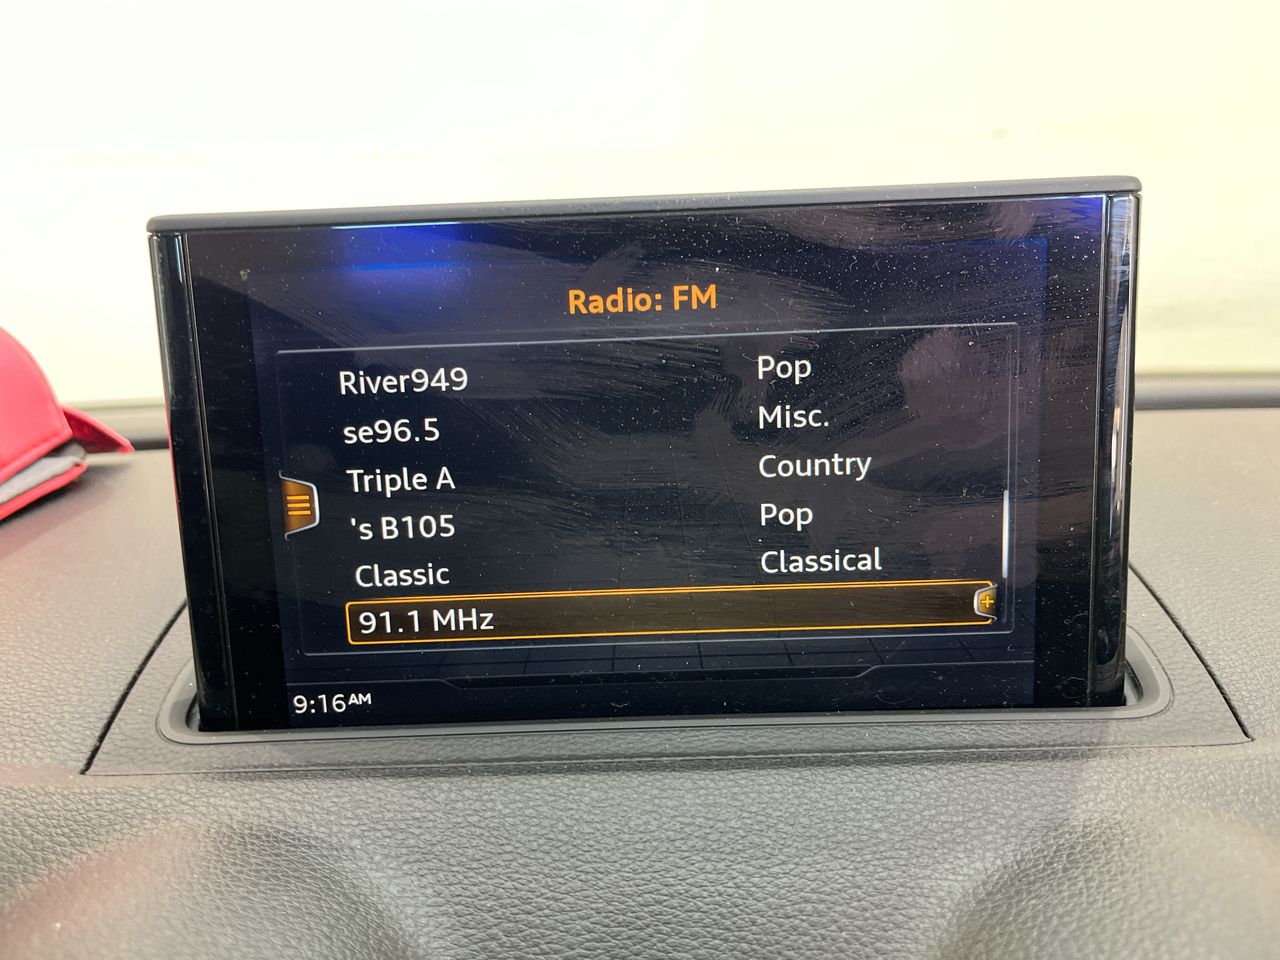 Radio: FM
River949 Pop
se96.5 Misc.
Triple A Country
's B105 Pop
Classic Classical
91.1 MHz
9:16AM